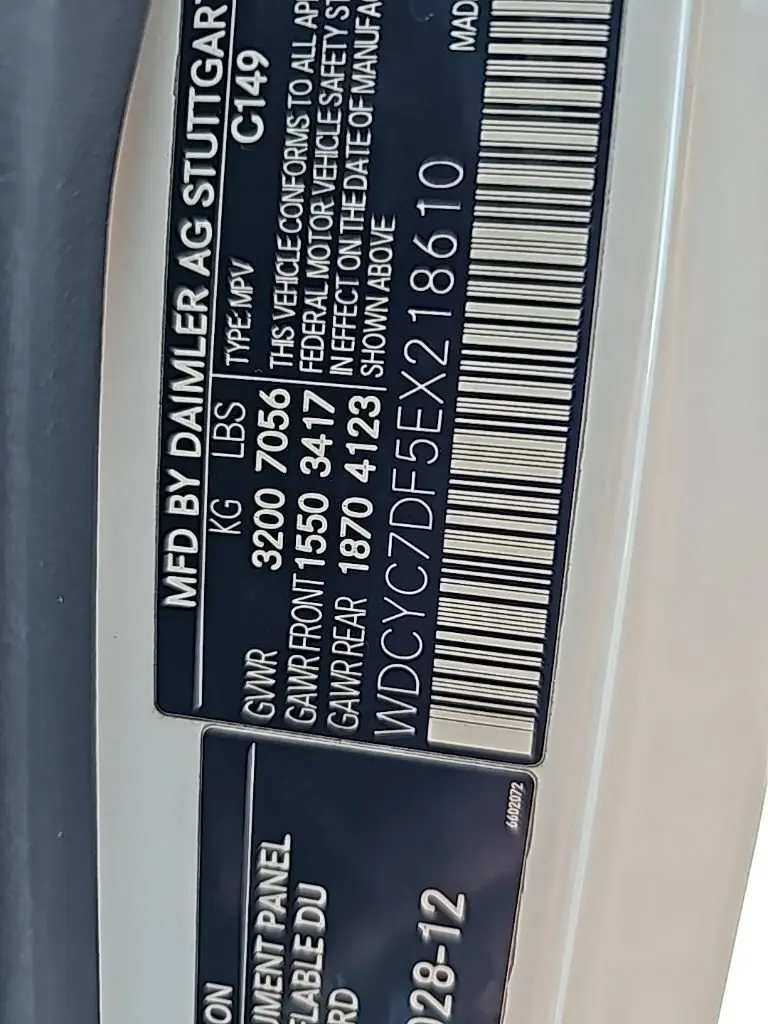 MFD BY DAIMLER AG STUTTGAR
C149
KG LBS TYPE:MPV
GVWR 3200 7056
GAWR FRONT 1550 3417
GAWR REAR 1870 4123
THIS VEHICLE CONFORMS TO ALL AP
FEDERAL MOTOR VEHICLE SAFETY ST
IN EFFECT ON THE DATE OF MANUFA
SHOWN ABOVE
WDCYC7DF5EX218610
MAD
ON
UMENT PANEL
FLABLE DU
RD
028-12
6602072